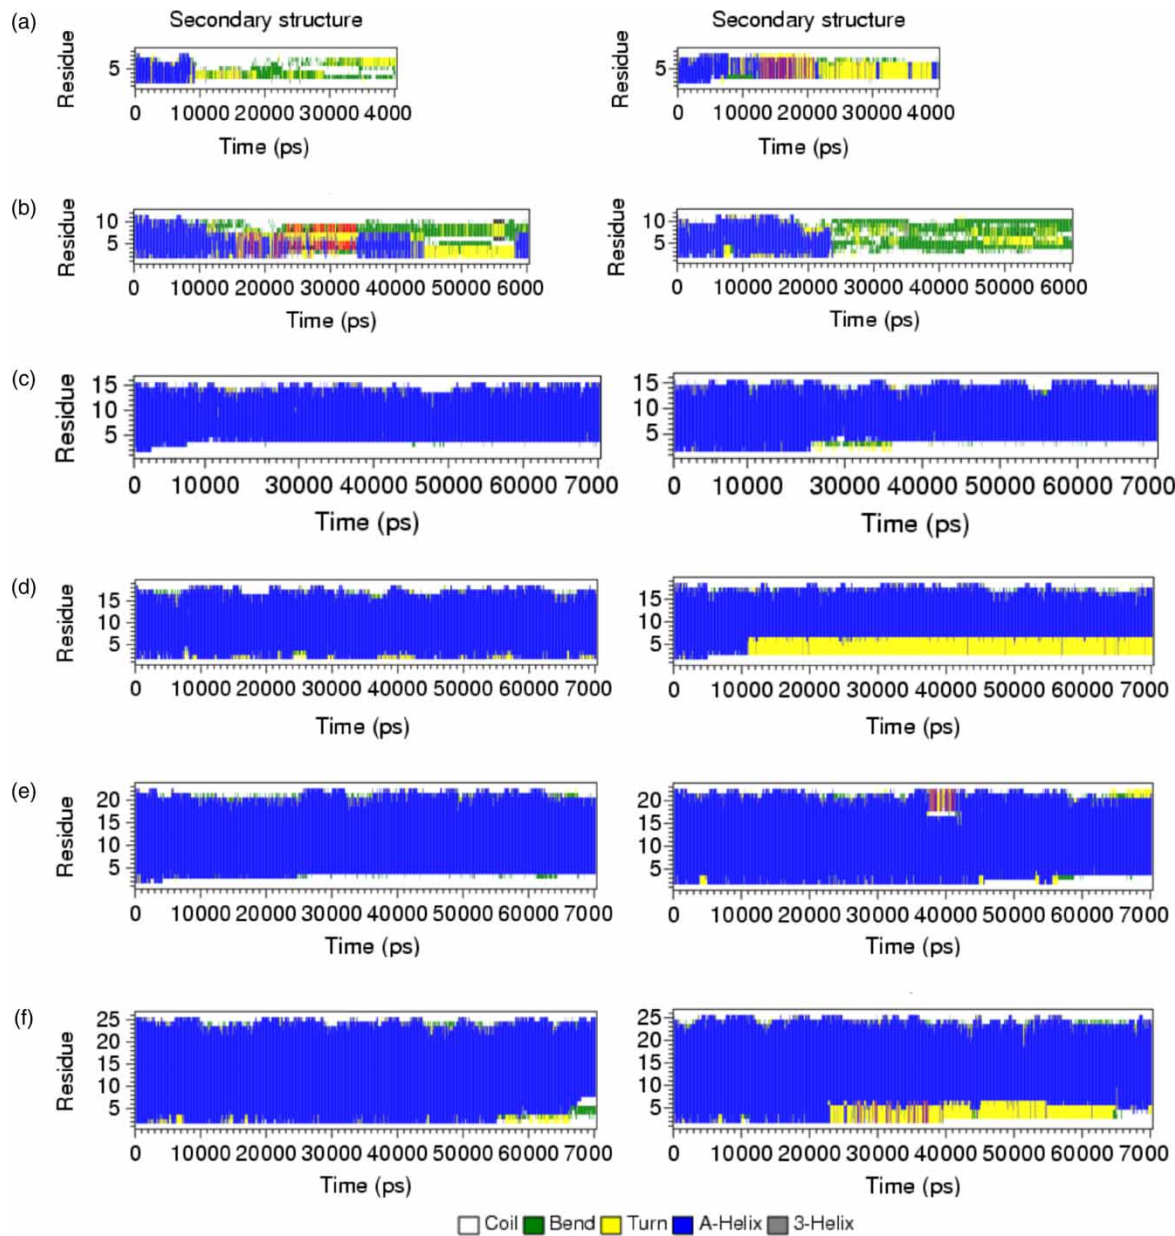 (a) Secondary structure Secondary structure
Residue 5 Residue 5
0 10000 20000 30000 4000 0 10000 20000 30000 4000
Time (ps) Time (ps)
(b) Residue 10 5 Residue 10 5
0 10000 20000 30000 40000 50000 6000 0 10000 20000 30000 40000 50000 6000
Time (ps) Time (ps)
(c) Residue 15 10 5 Residue 15 10 5
0 10000 20000 30000 40000 50000 60000 7000 0 10000 30000 40000 50000 60000 7000
Time (ps) Time (ps)
(d) Residue 15 10 5 Residue 15 10 5
0 10000 20000 30000 40000 50000 60000 7000 0 10000 20000 30000 40000 50000 60000 7000
Time (ps) Time (ps)
(e) Residue 20 15 10 5 Residue 20 15 10 5
0 10000 20000 30000 40000 50000 60000 7000 0 10000 20000 30000 40000 50000 60000 7000
Time (ps) Time (ps)
(f) Residue 25 20 15 10 5 Residue 25 20 15 10 5
0 10000 20000 30000 40000 50000 60000 7000 0 10000 20000 30000 40000 50000 60000 7000
Time (ps) Time (ps)
Coil Bend Turn A-Helix 3-Helix